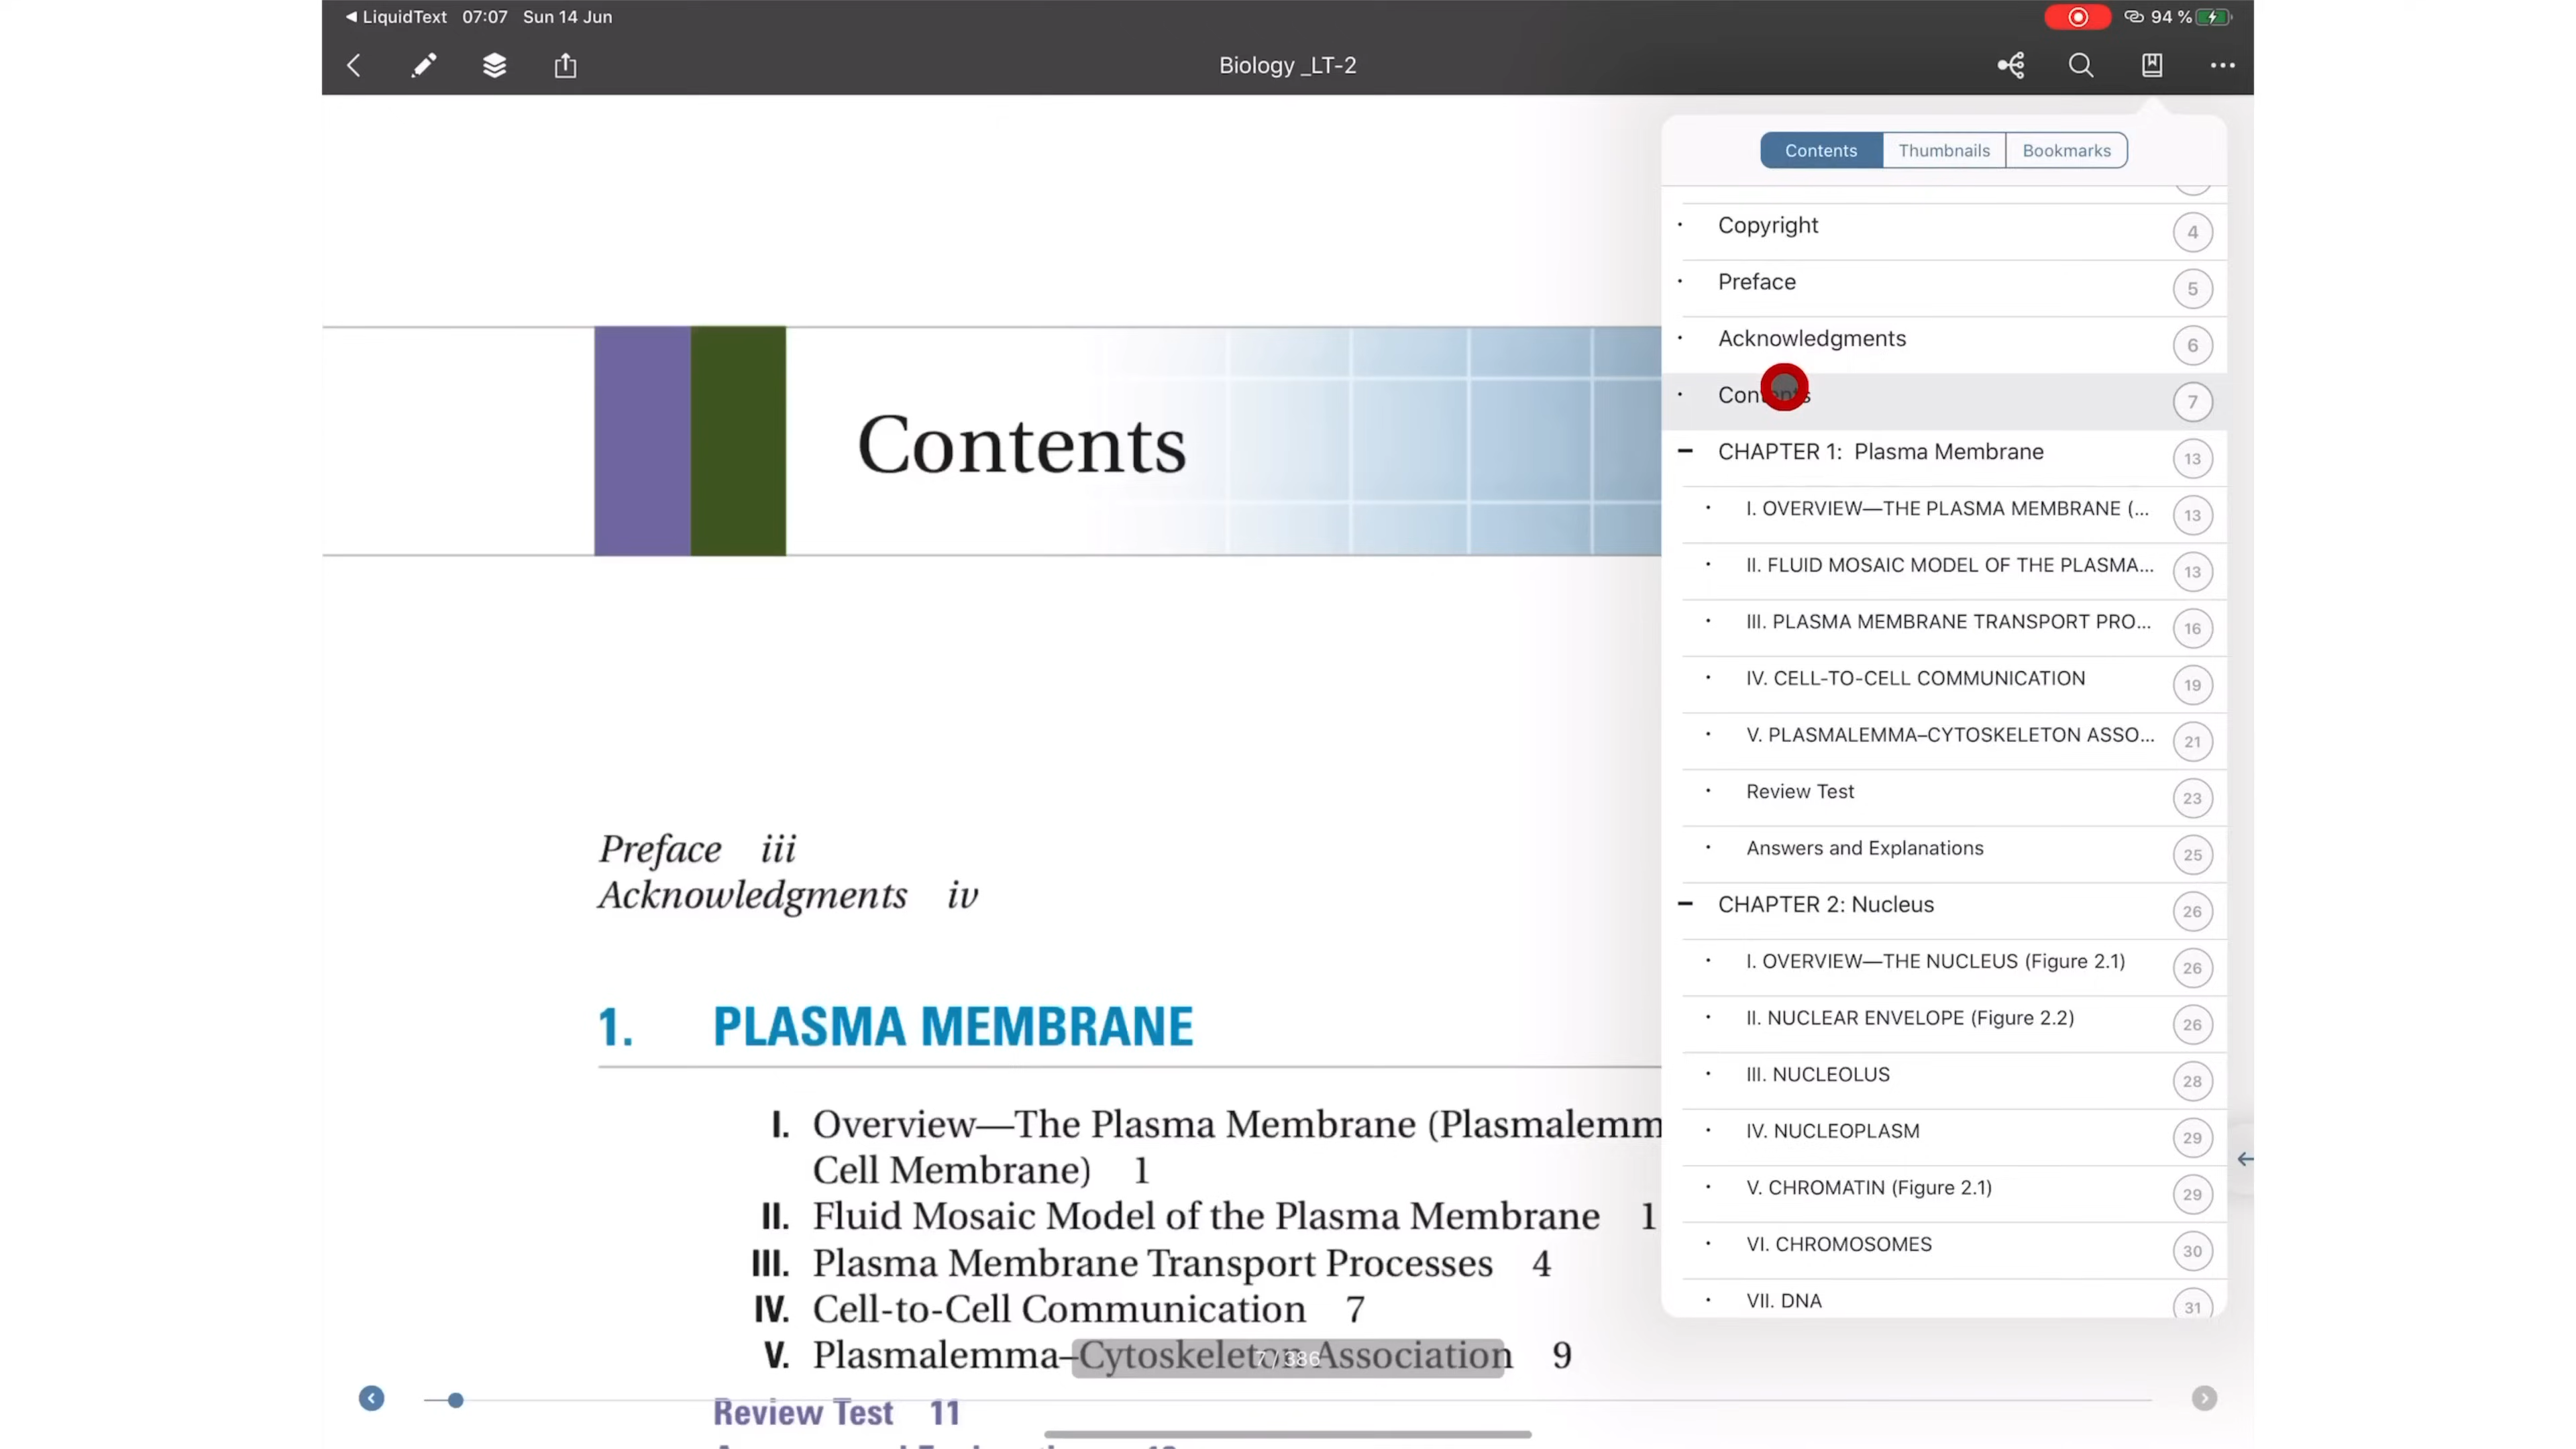 LiquidText 07:07 Sun 14 Jun
94 %
Biology _LT-2
Contents Thumbnails Bookmarks
Copyright 4
Preface 5
Acknowledgments 6
Contents 7
CHAPTER 1: Plasma Membrane 13
I. OVERVIEW—THE PLASMA MEMBRANE (... 13
II. FLUID MOSAIC MODEL OF THE PLASMA... 13
III. PLASMA MEMBRANE TRANSPORT PRO... 16
IV. CELL-TO-CELL COMMUNICATION 19
V. PLASMALEMMA–CYTOSKELETON ASSO... 21
Review Test 23
Answers and Explanations 25
CHAPTER 2: Nucleus 26
I. OVERVIEW—THE NUCLEUS (Figure 2.1) 26
II. NUCLEAR ENVELOPE (Figure 2.2) 26
III. NUCLEOLUS 28
IV. NUCLEOPLASM 29
V. CHROMATIN (Figure 2.1) 29
VI. CHROMOSOMES 30
VII. DNA 31
Contents
Preface iii
Acknowledgments iv
1. PLASMA MEMBRANE
I. Overview—The Plasma Membrane (Plasmalemm
Cell Membrane) 1
II. Fluid Mosaic Model of the Plasma Membrane 1
III. Plasma Membrane Transport Processes 4
IV. Cell-to-Cell Communication 7
V. Plasmalemma–Cytoskeleton Association 9
7 / 386
Review Test 11